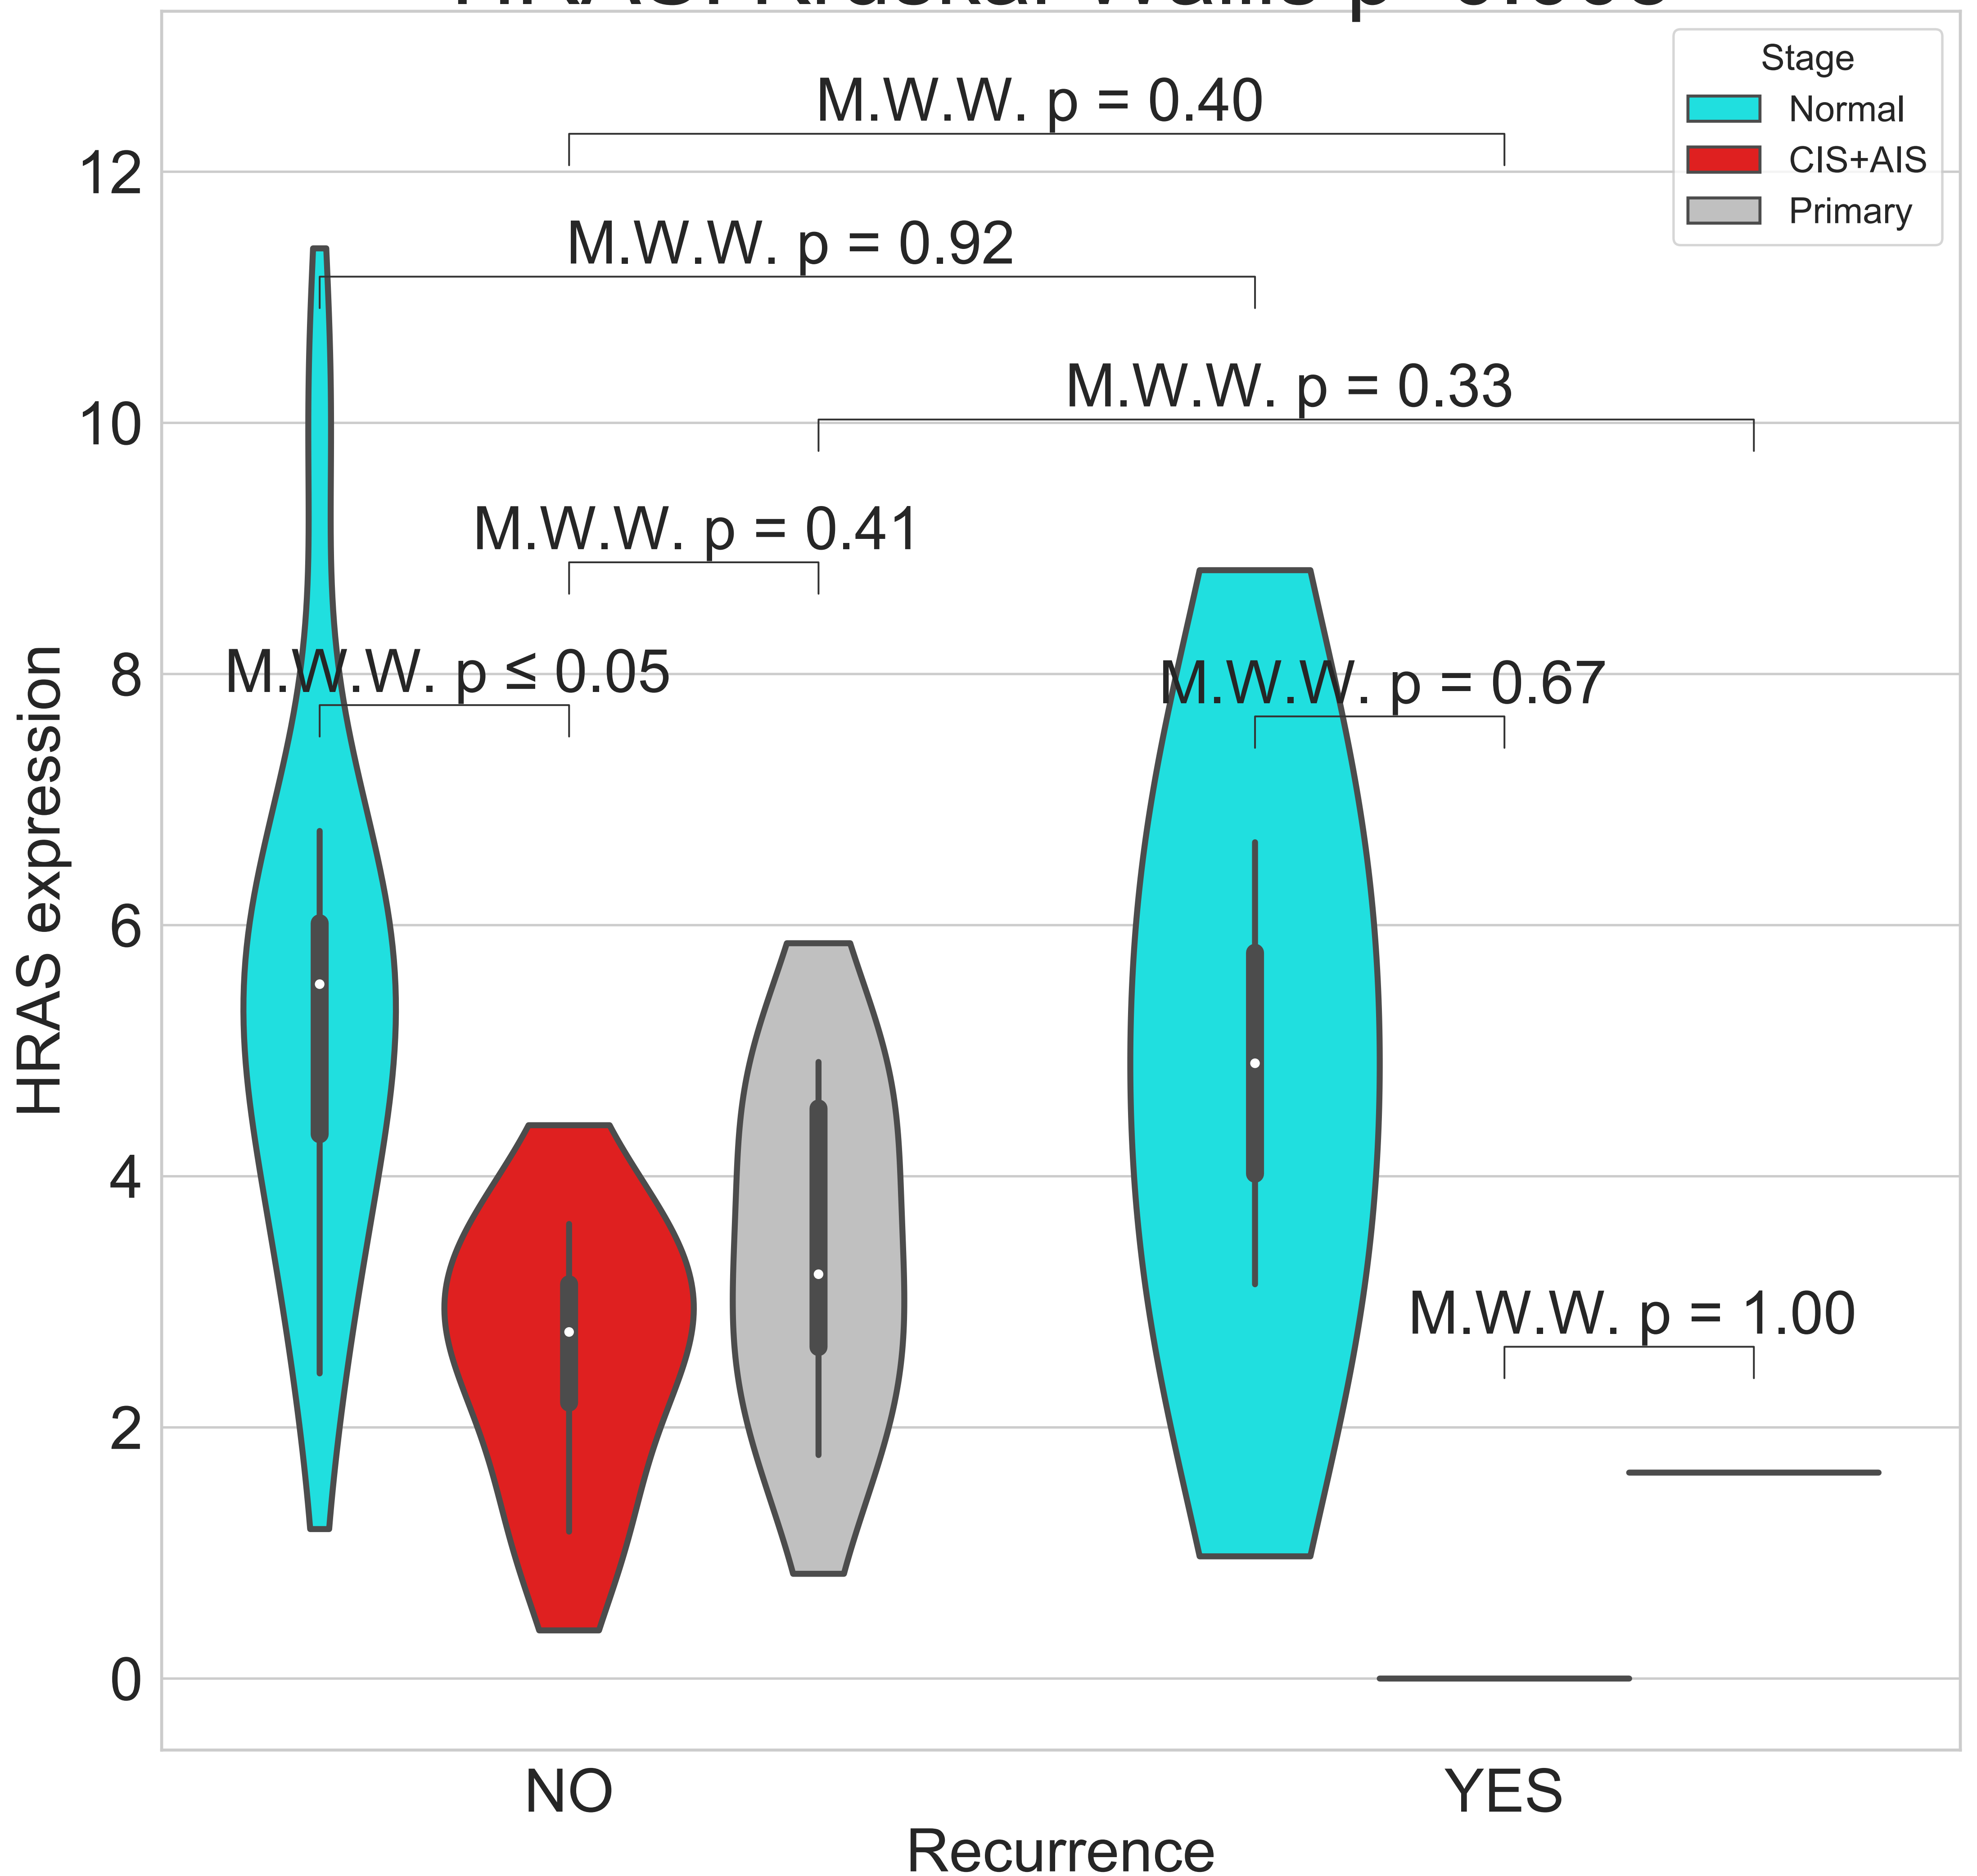 Stage
Normal
CIS+AIS
Primary
M.W.W. p = 0.40
M.W.W. p = 0.92
M.W.W. p = 0.33
M.W.W. p = 0.41
M.W.W. p ≤ 0.05
M.W.W. p = 0.67
M.W.W. p = 1.00
HRAS expression
12
10
8
6
4
2
0
NO
YES
Recurrence